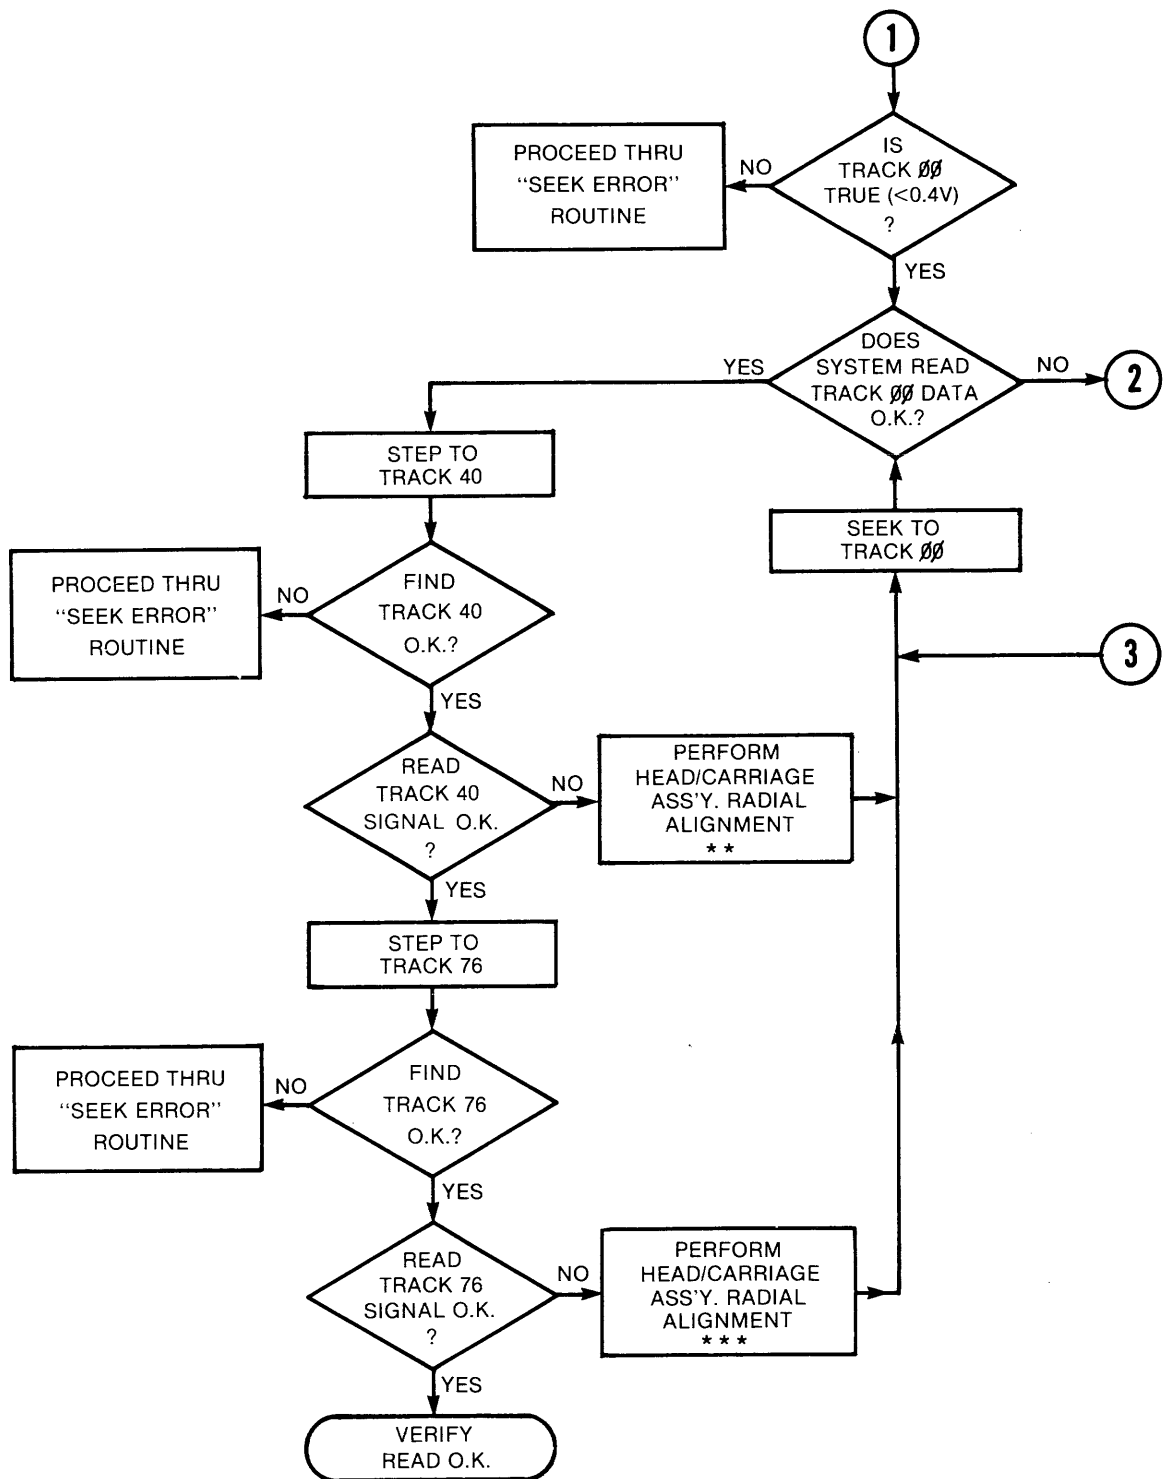 1
IS
TRACK 00
TRUE (<0.4V)
?
NO
PROCEED THRU
“SEEK ERROR”
ROUTINE
YES
DOES
SYSTEM READ
TRACK 00 DATA
O.K.?
YES
NO
2
STEP TO
TRACK 40
SEEK TO
TRACK 00
FIND
TRACK 40
O.K.?
NO
PROCEED THRU
“SEEK ERROR”
ROUTINE
3
YES
READ
TRACK 40
SIGNAL O.K.
?
NO
PERFORM
HEAD/CARRIAGE
ASS'Y. RADIAL
ALIGNMENT
**
YES
STEP TO
TRACK 76
FIND
TRACK 76
O.K.?
NO
PROCEED THRU
“SEEK ERROR”
ROUTINE
YES
READ
TRACK 76
SIGNAL O.K.
?
NO
PERFORM
HEAD/CARRIAGE
ASS'Y. RADIAL
ALIGNMENT
***
YES
VERIFY
READ O.K.